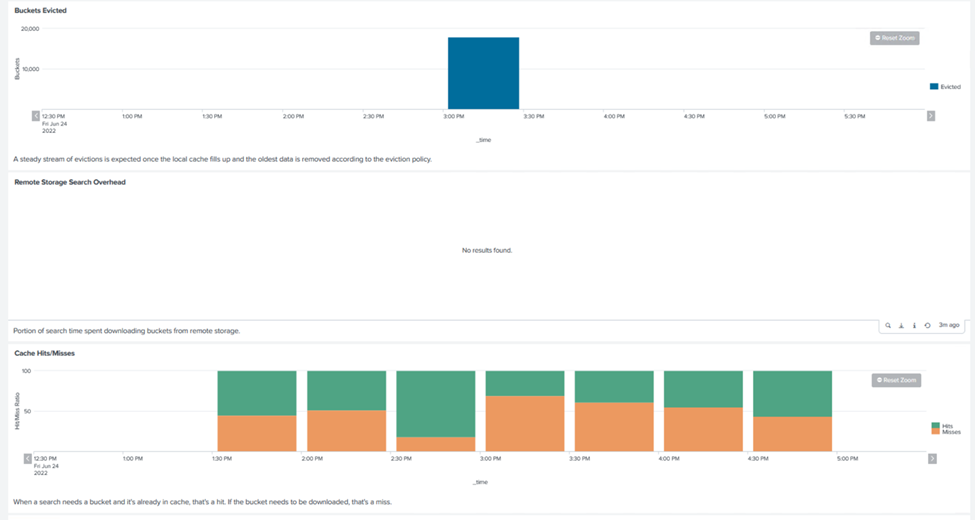 Buckets Evicted
20,000
Reset Zoom
Buckets
10,000
Evicted
12:30 PM 1:00 PM 1:30 PM 2:00 PM 2:30 PM 3:00 PM 3:30 PM 4:00 PM 4:30 PM 5:00 PM 5:30 PM
Fri Jun 24
2022
_time
A steady stream of evictions is expected once the local cache fills up and the oldest data is removed according to the eviction policy.
Remote Storage Search Overhead
No results found.
3m ago
Portion of search time spent downloading buckets from remote storage.
Cache Hits/Misses
100
Reset Zoom
Hit/Miss Ratio
50
Hits
Misses
12:30 PM 1:00 PM 1:30 PM 2:00 PM 2:30 PM 3:00 PM 3:30 PM 4:00 PM 4:30 PM 5:00 PM
Fri Jun 24
2022
_time
When a search needs a bucket and it's already in cache, that's a hit. If the bucket needs to be downloaded, that's a miss.